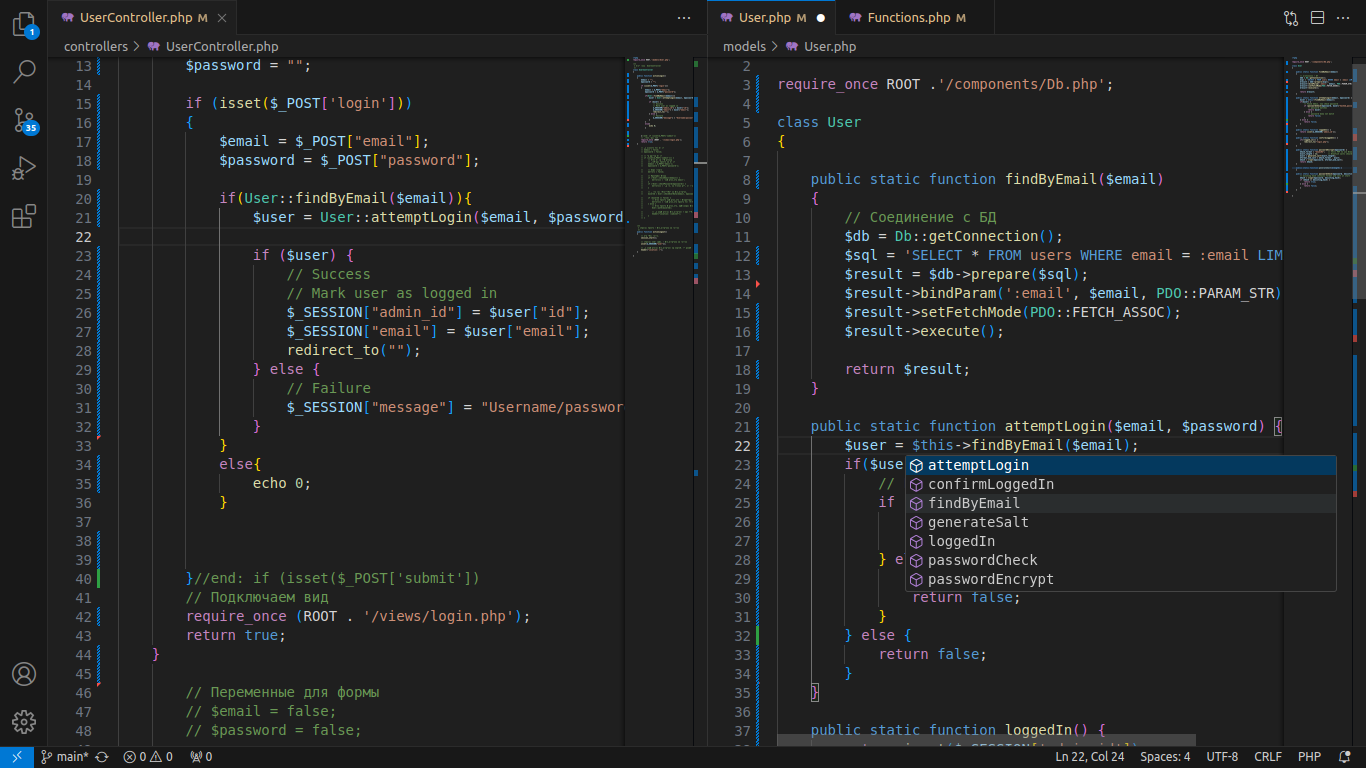 UserController.php M
User.php M
Functions.php M
controllers > UserController.php
models > User.php
1
35
13 $password = "";
14
15 if (isset($_POST['login']))
16 {
17 $email = $_POST["email"];
18 $password = $_POST["password"];
19
20 if(User::findByEmail($email)){
21 $user = User::attemptLogin($email, $password
22
23 if ($user) {
24 // Success
25 // Mark user as logged in
26 $_SESSION["admin_id"] = $user["id"];
27 $_SESSION["email"] = $user["email"];
28 redirect_to("");
29 } else {
30 // Failure
31 $_SESSION["message"] = "Username/passwor
32 }
33 }
34 else{
35 echo 0;
36 }
37
38
39
40 }//end: if (isset($_POST['submit'])
41 // Подключаем вид
42 require_once (ROOT . '/views/login.php');
43 return true;
44 }
45
46 // Переменные для формы
47 // $email = false;
48 // $password = false;
2
3 require_once ROOT .'/components/Db.php';
4
5 class User
6 {
7
8 public static function findByEmail($email)
9 {
10 // Соединение с БД
11 $db = Db::getConnection();
12 $sql = 'SELECT * FROM users WHERE email = :email LIM
13 $result = $db->prepare($sql);
14 $result->bindParam(':email', $email, PDO::PARAM_STR)
15 $result->setFetchMode(PDO::FETCH_ASSOC);
16 $result->execute();
17
18 return $result;
19 }
20
21 public static function attemptLogin($email, $password) {
22 $user = $this->findByEmail($email);
23 if($use
24 //
25 if
26
27
28 } e
29
30 return false;
31 }
32 } else {
33 return false;
34 }
35 }
36
37 public static function loggedIn() {
attemptLogin
confirmLoggedIn
findByEmail
generateSalt
loggedIn
passwordCheck
passwordEncrypt
main* 0 0 0 Ln 22, Col 24 Spaces: 4 UTF-8 CRLF PHP